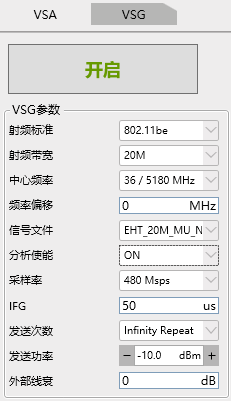 VSA VSG
开启
VSG参数
射频标准 802.11be
射频带宽 20M
中心频率 36 / 5180 MHz
频率偏移 0 MHz
信号文件 EHT_20M_MU_N
分析使能 ON
采样率 480 Msps
IFG 50 us
发送次数 Infinity Repeat
发送功率 − -10.0 dBm +
外部线衰 0 dB